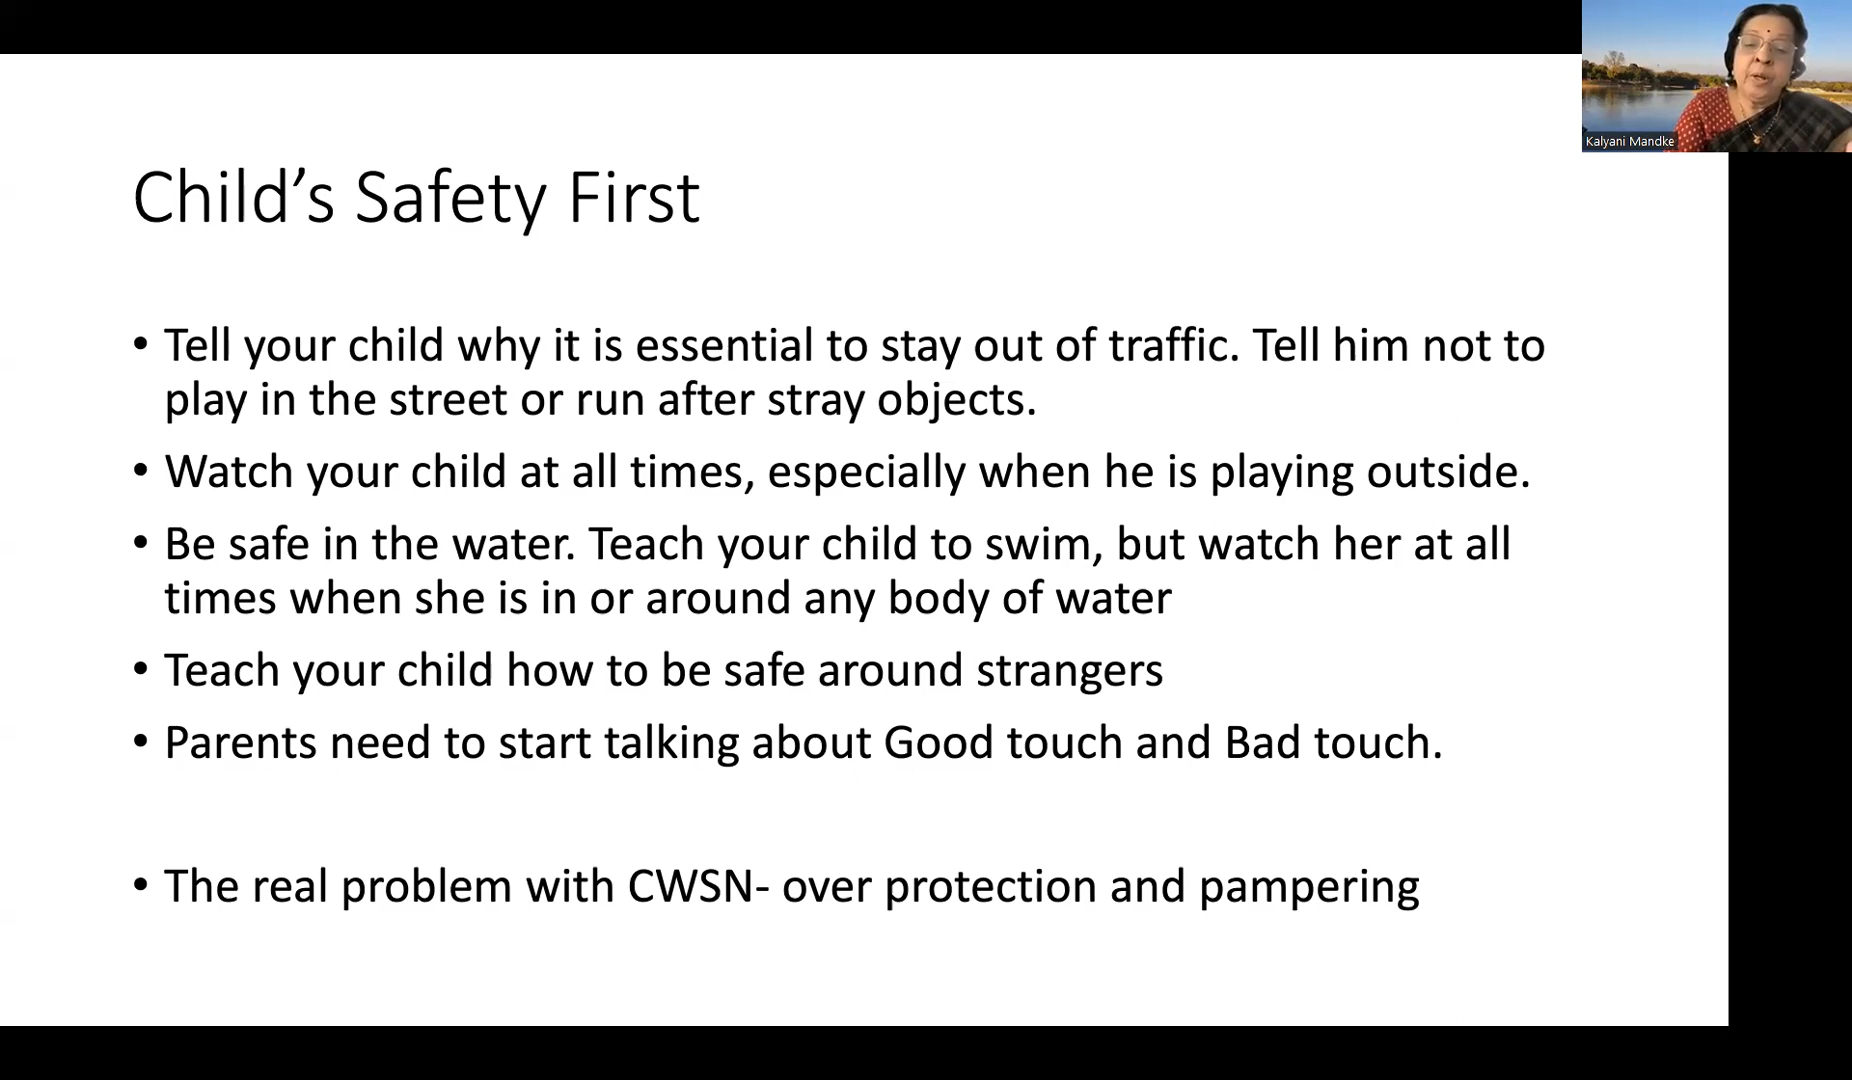 Kalyani Mandke
Child’s Safety First
• Tell your child why it is essential to stay out of traffic. Tell him not to
play in the street or run after stray objects.
• Watch your child at all times, especially when he is playing outside.
• Be safe in the water. Teach your child to swim, but watch her at all
times when she is in or around any body of water
• Teach your child how to be safe around strangers
• Parents need to start talking about Good touch and Bad touch.
• The real problem with CWSN- over protection and pampering